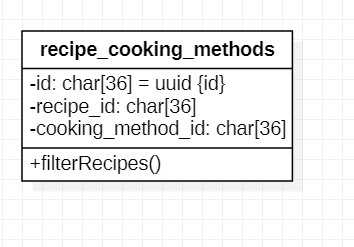 recipe_cooking_methods
-id: char[36] = uuid {id}
-recipe_id: char[36]
-cooking_method_id: char[36]
+filterRecipes()